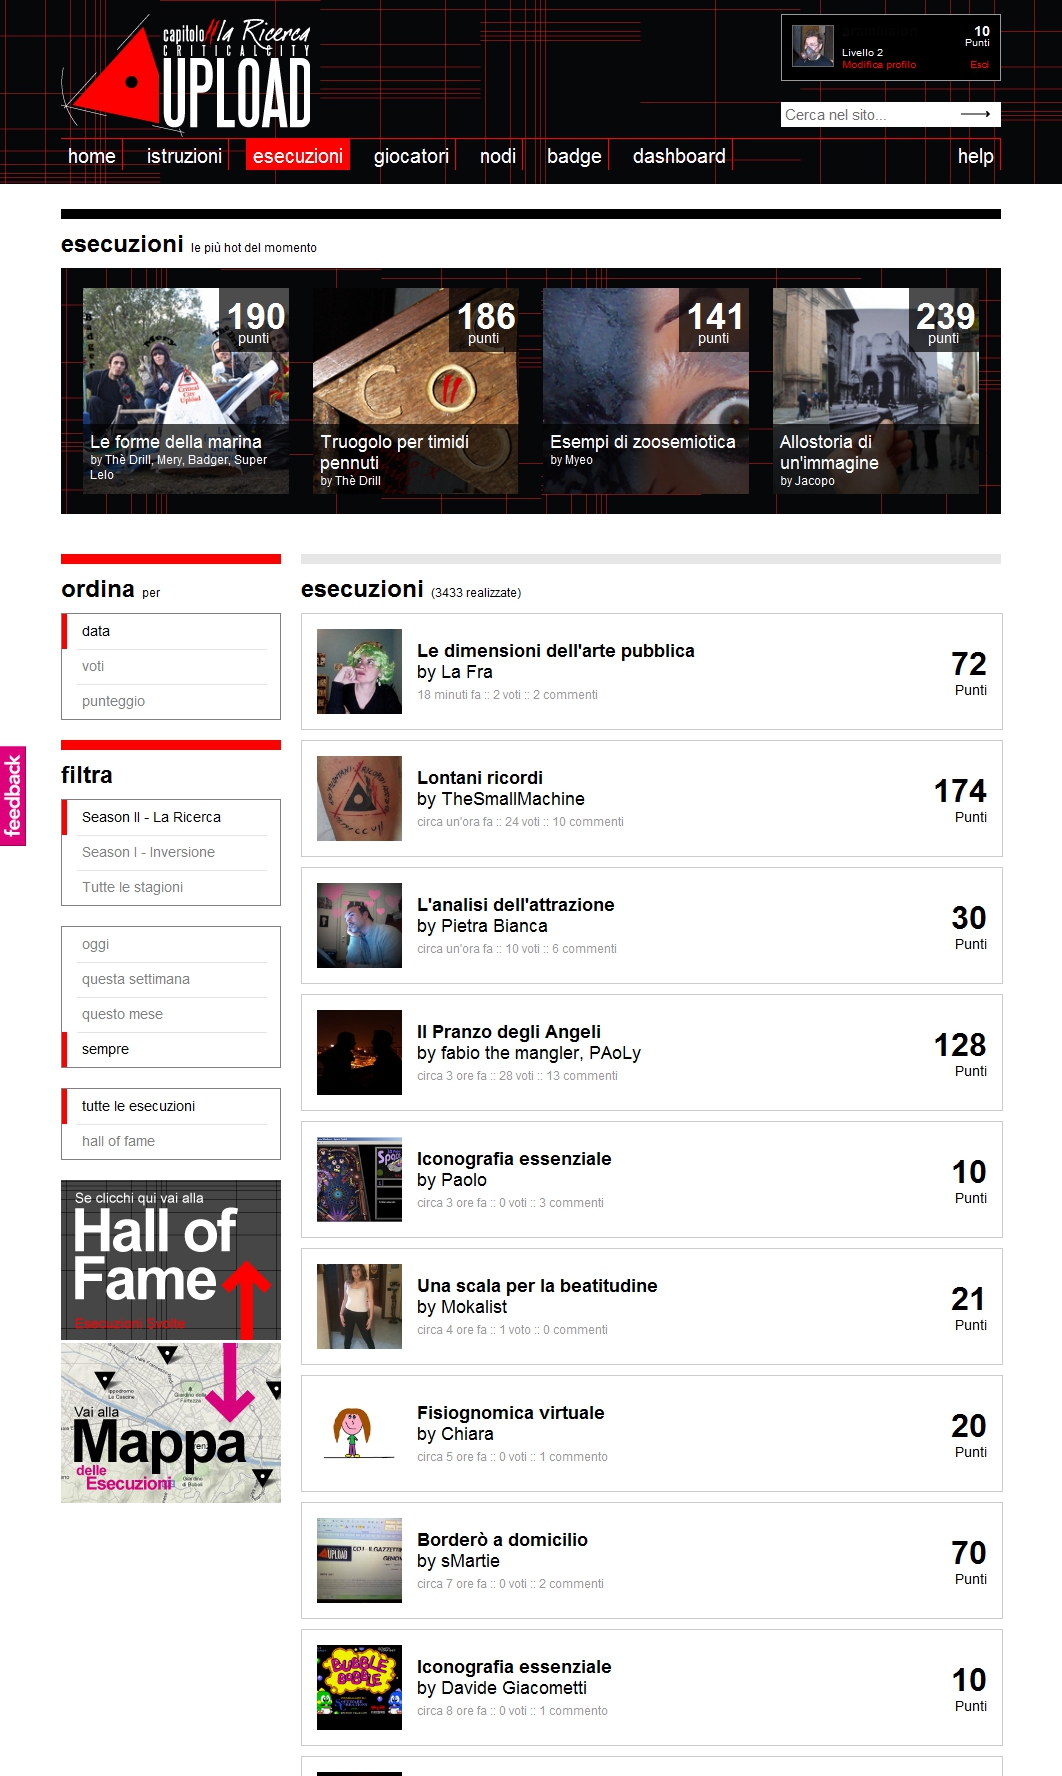 capitolo II la Ricerca
CRITICALCITY
UPLOAD
10
Punti
Livello 2
Modifica profilo
Esci
Cerca nel sito...
home
istruzioni
esecuzioni
giocatori
nodi
badge
dashboard
help
esecuzioni le più hot del momento
190
punti
Le forme della marina
by Thè Drill, Mery, Badger, Super
Lelo
186
punti
Truogolo per timidi
pennuti
by Thè Drill
141
punti
Esempi di zoosemiotica
by Myeo
239
punti
Allostoria di
un'immagine
by Jacopo
ordina per
data
voti
punteggio
feedback
filtra
Season II - La Ricerca
Season I - Inversione
Tutte le stagioni
oggi
questa settimana
questo mese
sempre
tutte le esecuzioni
hall of fame
Se clicchi qui vai alla
Hall of
Fame
Esecuzioni Svolte
Vai alla
Mappa
delle
Esecuzioni
esecuzioni (3433 realizzate)
Le dimensioni dell'arte pubblica
by La Fra
18 minuti fa :: 2 voti :: 2 commenti
72
Punti
Lontani ricordi
by TheSmallMachine
circa un'ora fa :: 24 voti :: 10 commenti
174
Punti
L'analisi dell'attrazione
by Pietra Bianca
circa un'ora fa :: 10 voti :: 6 commenti
30
Punti
Il Pranzo degli Angeli
by fabio the mangler, PAoLy
circa 3 ore fa :: 28 voti :: 13 commenti
128
Punti
Iconografia essenziale
by Paolo
circa 3 ore fa :: 0 voti :: 3 commenti
10
Punti
Una scala per la beatitudine
by Mokalist
circa 4 ore fa :: 1 voto :: 0 commenti
21
Punti
Fisiognomica virtuale
by Chiara
circa 5 ore fa :: 0 voti :: 1 commento
20
Punti
Borderò a domicilio
by sMartie
circa 7 ore fa :: 0 voti :: 2 commenti
70
Punti
BUBBLE
BOBBLE
Iconografia essenziale
by Davide Giacometti
circa 8 ore fa :: 0 voti :: 1 commento
10
Punti